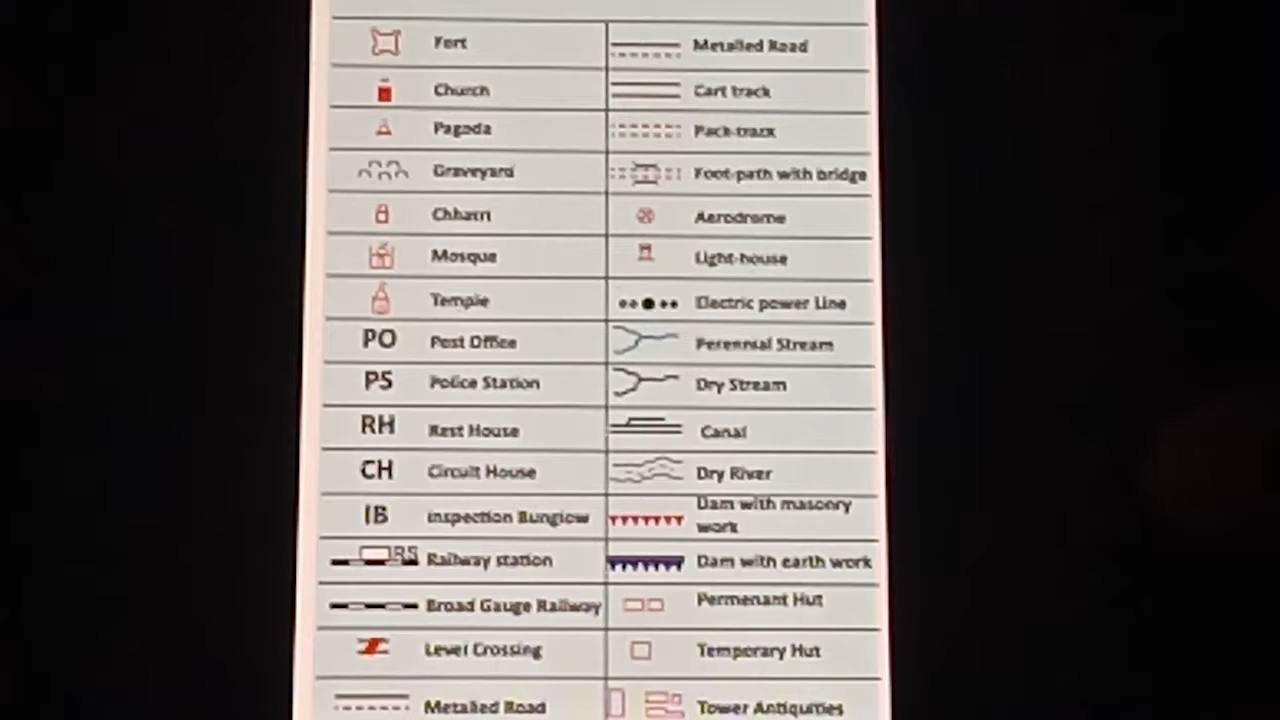 Fort Metalled Road
Church Cart track
Pagoda Pack-track
Graveyard Foot-path with bridge
Chhatri Aerodrome
Mosque Light-house
Temple Electric power Line
PO Post Office Perennial Stream
PS Police Station Dry Stream
RH Rest House Canal
CH Circuit House Dry River
IB Inspection Bunglow Dam with masonry
work
RS Railway station Dam with earth work
Broad Gauge Railway Permenant Hut
Level Crossing Temporary Hut
Metalled Road Tower Antiquities